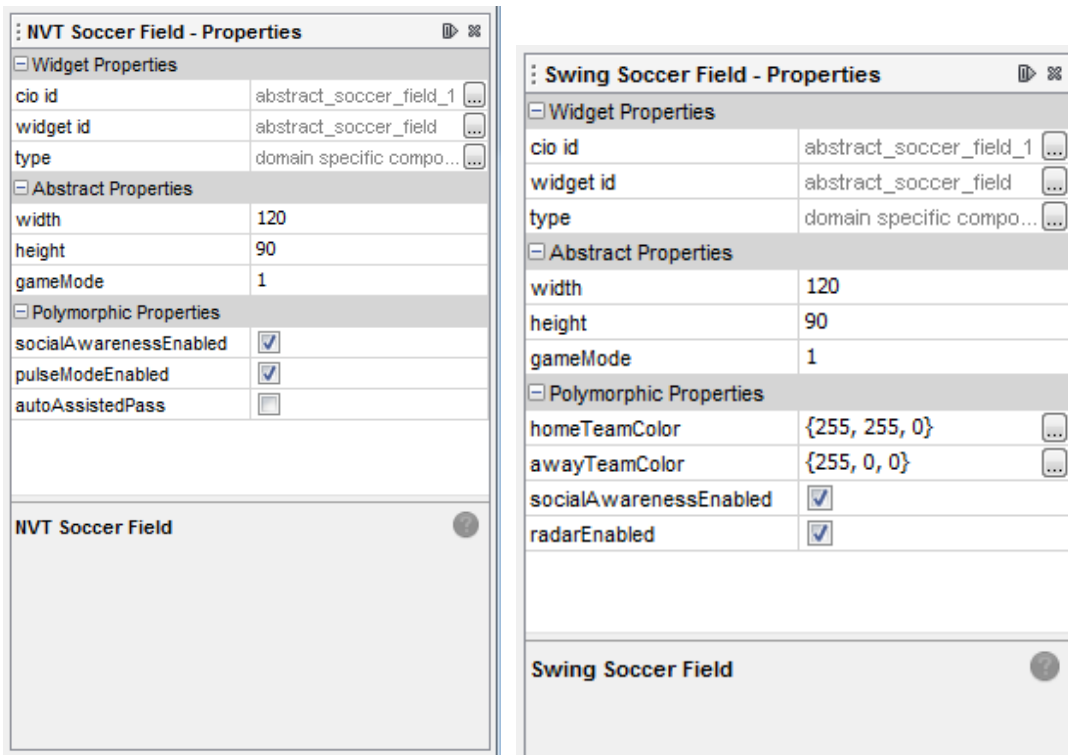 NVT Soccer Field - Properties
Widget Properties
cio id abstract_soccer_field_1 ...
widget id abstract_soccer_field ...
type domain specific compo... ...
Abstract Properties
width 120
height 90
gameMode 1
Polymorphic Properties
socialAwarenessEnabled
pulseModeEnabled
autoAssistedPass
NVT Soccer Field ?
Swing Soccer Field - Properties
Widget Properties
cio id abstract_soccer_field_1 ...
widget id abstract_soccer_field ...
type domain specific compo... ...
Abstract Properties
width 120
height 90
gameMode 1
Polymorphic Properties
homeTeamColor {255, 255, 0} ...
awayTeamColor {255, 0, 0} ...
socialAwarenessEnabled
radarEnabled
Swing Soccer Field ?